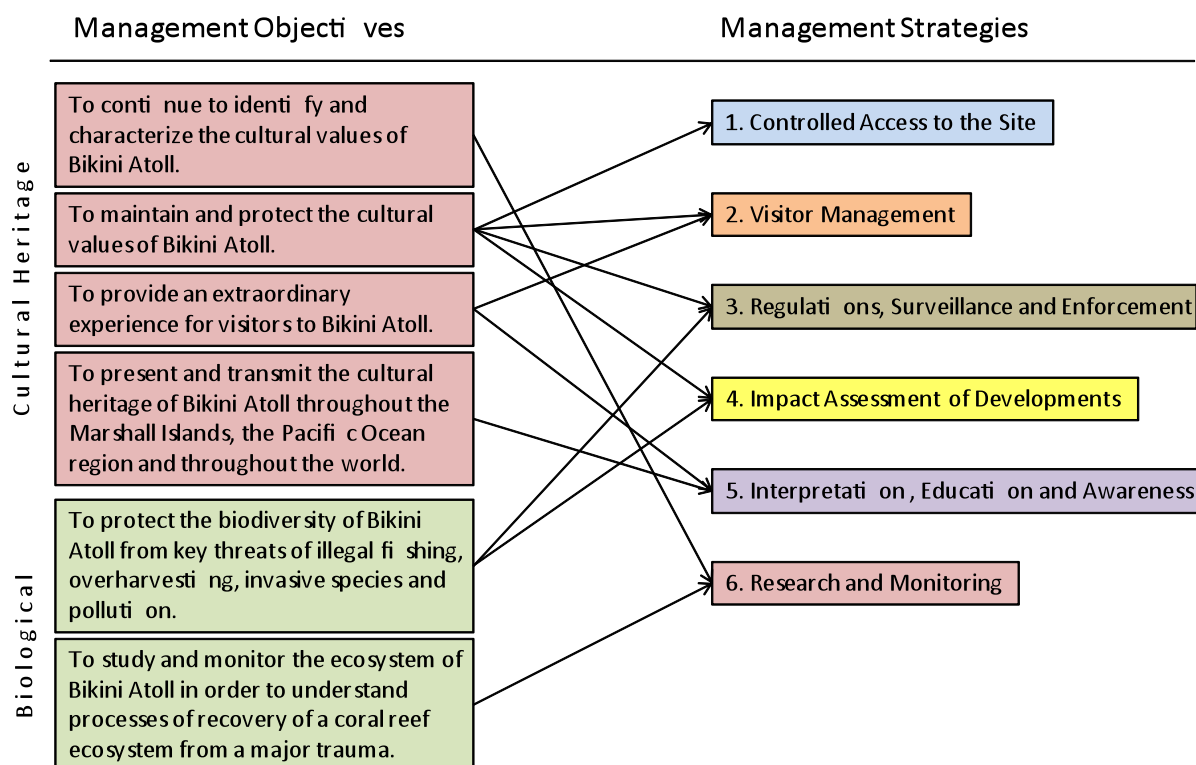 Management Objecti ves
Management Strategies
Cultural Heritage
To conti nue to identi fy and
characterize the cultural values of
Bikini Atoll.
To maintain and protect the cultural
values of Bikini Atoll.
To provide an extraordinary
experience for visitors to Bikini Atoll.
To present and transmit the cultural
heritage of Bikini Atoll throughout the
Marshall Islands, the Pacifi c Ocean
region and throughout the world.
Biological
To protect the biodiversity of Bikini
Atoll from key threats of illegal fi shing,
overharvesti ng, invasive species and
polluti on.
To study and monitor the ecosystem of
Bikini Atoll in order to understand
processes of recovery of a coral reef
ecosystem from a major trauma.
1. Controlled Access to the Site
2. Visitor Management
3. Regulati ons, Surveillance and Enforcement
4. Impact Assessment of Developments
5. Interpretati on , Educati on and Awareness
6. Research and Monitoring